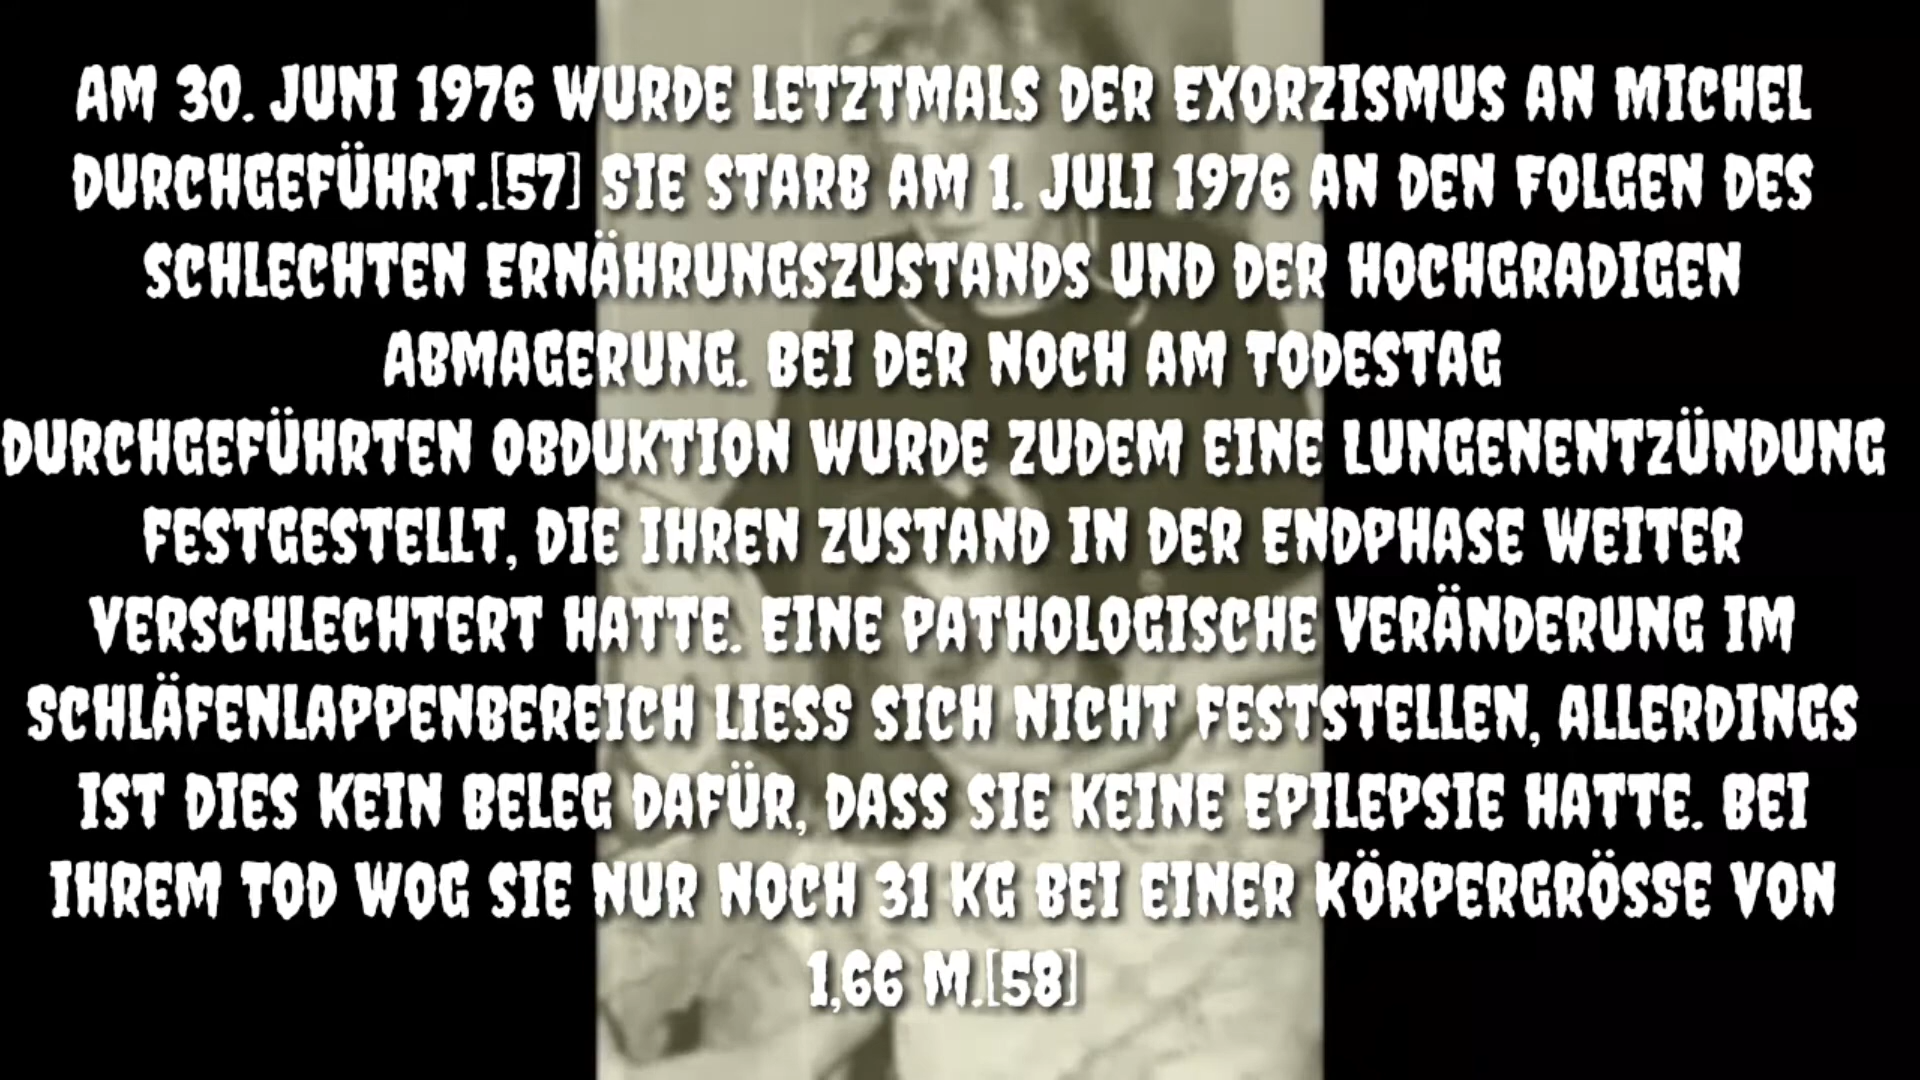 AM 30. JUNI 1976 WURDE LETZTMALS DER EXORZISMUS AN MICHEL
DURCHGEFÜHRT.[57] SIE STARB AM 1. JULI 1976 AN DEN FOLGEN DES
SCHLECHTEN ERNÄHRUNGSZUSTANDS UND DER HOCHGRADIGEN
ABMAGERUNG. BEI DER NOCH AM TODESTAG
DURCHGEFÜHRTEN OBDUKTION WURDE ZUDEM EINE LUNGENENTZÜNDUNG
FESTGESTELLT, DIE IHREN ZUSTAND IN DER ENDPHASE WEITER
VERSCHLECHTERT HATTE. EINE PATHOLOGISCHE VERÄNDERUNG IM
SCHLÄFENLAPPENBEREICH LIESS SICH NICHT FESTSTELLEN, ALLERDINGS
IST DIES KEIN BELEG DAFÜR, DASS SIE KEINE EPILEPSIE HATTE. BEI
IHREM TOD WOG SIE NUR NOCH 31 KG BEI EINER KÖRPERGRÖSSE VON
1,66 M.[58]